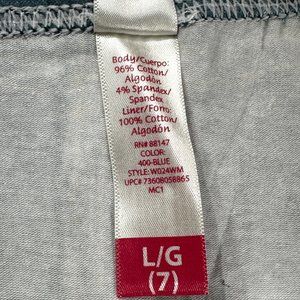 Body/Cuerpo:
96% Cotton/
Algodón
4% Spandex/
Spandex
Liner/Forro:
100% Cotton/
Algodón
RN# 88147
COLOR:
400-BLUE
STYLE: W024WM
UPC# 73608058865
MC1
L/G
(7)